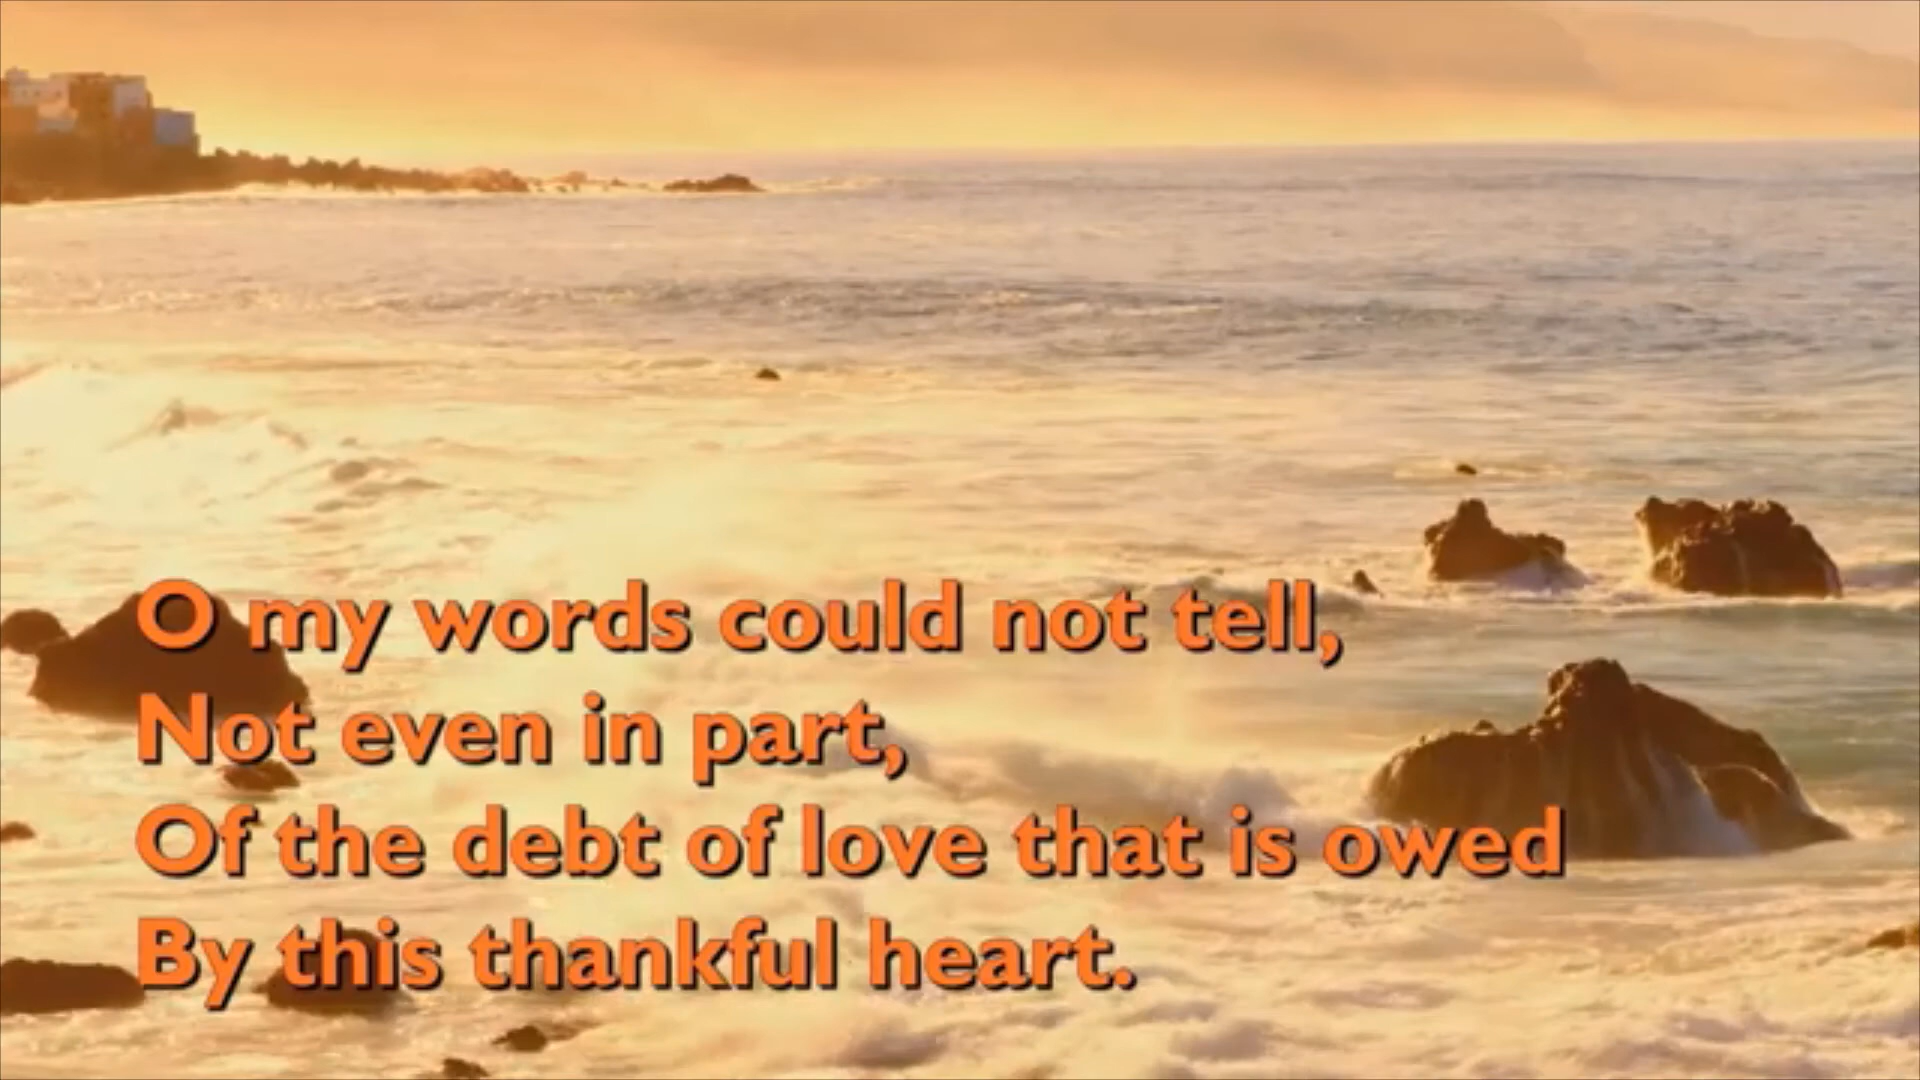 O my words could not tell,
Not even in part,
Of the debt of love that is owed
By this thankful heart.